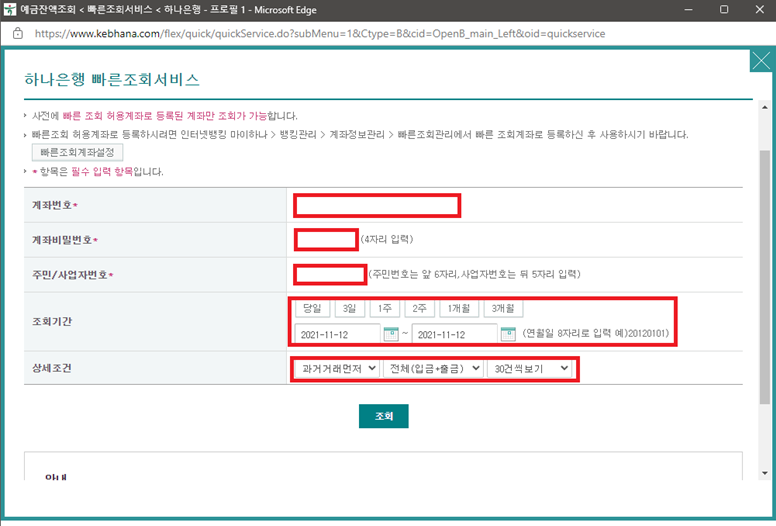 예금잔액조회 < 빠른조회서비스 < 하나은행 - 프로필 1 - Microsoft Edge
https://www.kebhana.com/flex/quick/quickService.do?subMenu=1&Ctype=B&cid=OpenB_main_Left&oid=quickservice
하나은행 빠른조회서비스
사전에 빠른 조회 허용계좌로 등록된 계좌만 조회가 가능합니다.
빠른조회 허용계좌로 등록하시려면 인터넷뱅킹 마이하나 > 뱅킹관리 > 계좌정보관리 > 빠른조회관리에서 빠른 조회계좌로 등록하신 후 사용하시기 바랍니다.
빠른조회계좌설정
* 항목은 필수 입력 항목입니다.
계좌번호*
계좌비밀번호* (4자리 입력)
주민/사업자번호* (주민번호는 앞 6자리,사업자번호는 뒤 5자리 입력)
조회기간 당일 3일 1주 2주 1개월 3개월
2021-11-12 ~ 2021-11-12 (연월일 8자리로 입력 예)20120101)
상세조건 과거거래먼저 전체(입금+출금) 30건씩보기
조회
안내